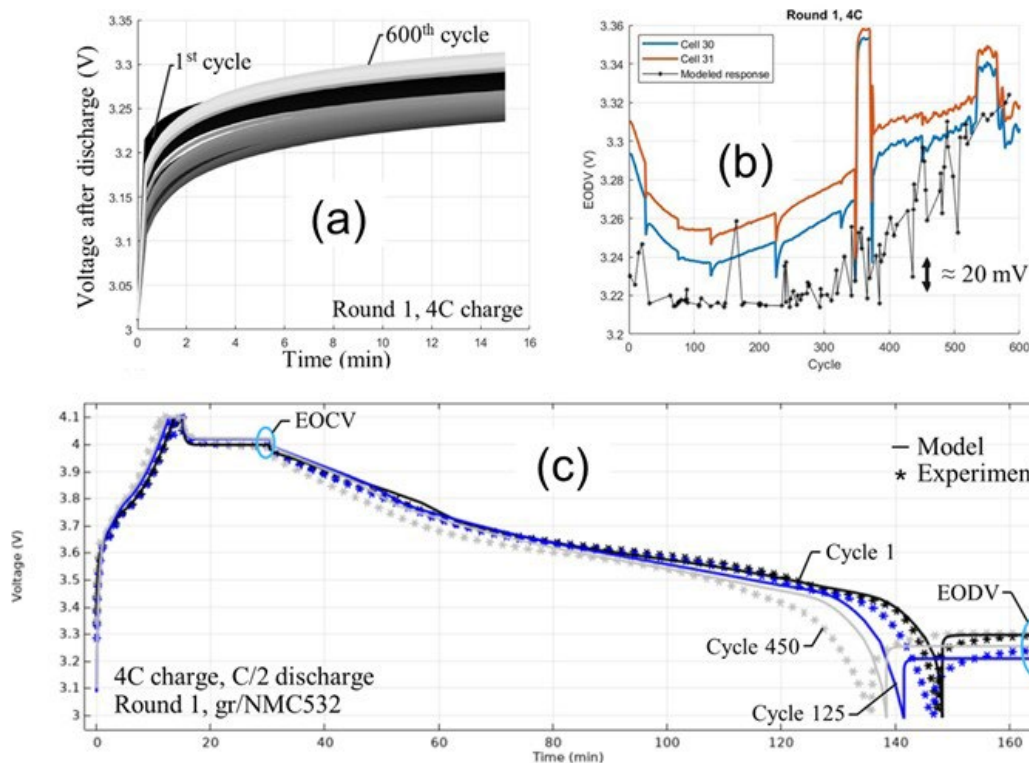 3.35
3.3
3.25
3.2
3.15
3.1
3.05
3
Voltage after discharge (V)
1st cycle
600th cycle
(a)
Round 1, 4C charge
0 2 4 6 8 10 12 14 16
Time (min)
Round 1, 4C
Cell 30
Cell 31
Modeled response
3.36
3.34
3.32
3.3
3.28
3.26
3.24
3.22
3.2
EODV (V)
(b)
≈ 20 mV
0 100 200 300 400 500 600
Cycle
4.1
4
3.9
3.8
3.7
3.6
3.5
3.4
3.3
3.2
3.1
3
Voltage (V)
EOCV
(c)
Model
Experimen
Cycle 1
EODV
Cycle 450
Cycle 125
4C charge, C/2 discharge
Round 1, gr/NMC532
0 20 40 60 80 100 120 140 160
Time (min)